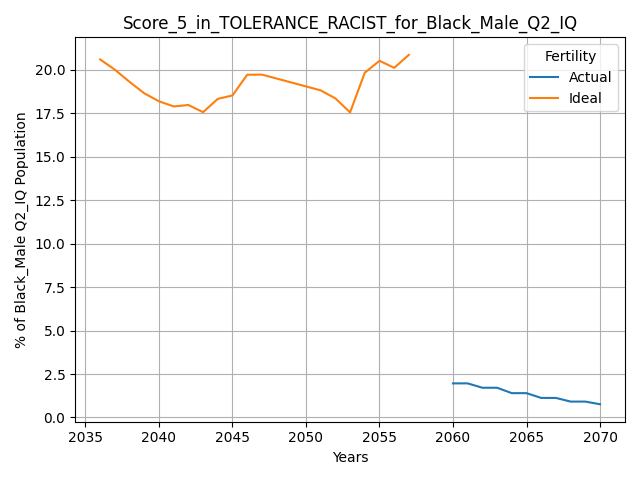 Score_5_in_TOLERANCE_RACIST_for_Black_Male_Q2_IQ
Fertility
Actual
Ideal
% of Black_Male Q2_IQ Population
20.0
17.5
15.0
12.5
10.0
7.5
5.0
2.5
0.0
2035 2040 2045 2050 2055 2060 2065 2070
Years